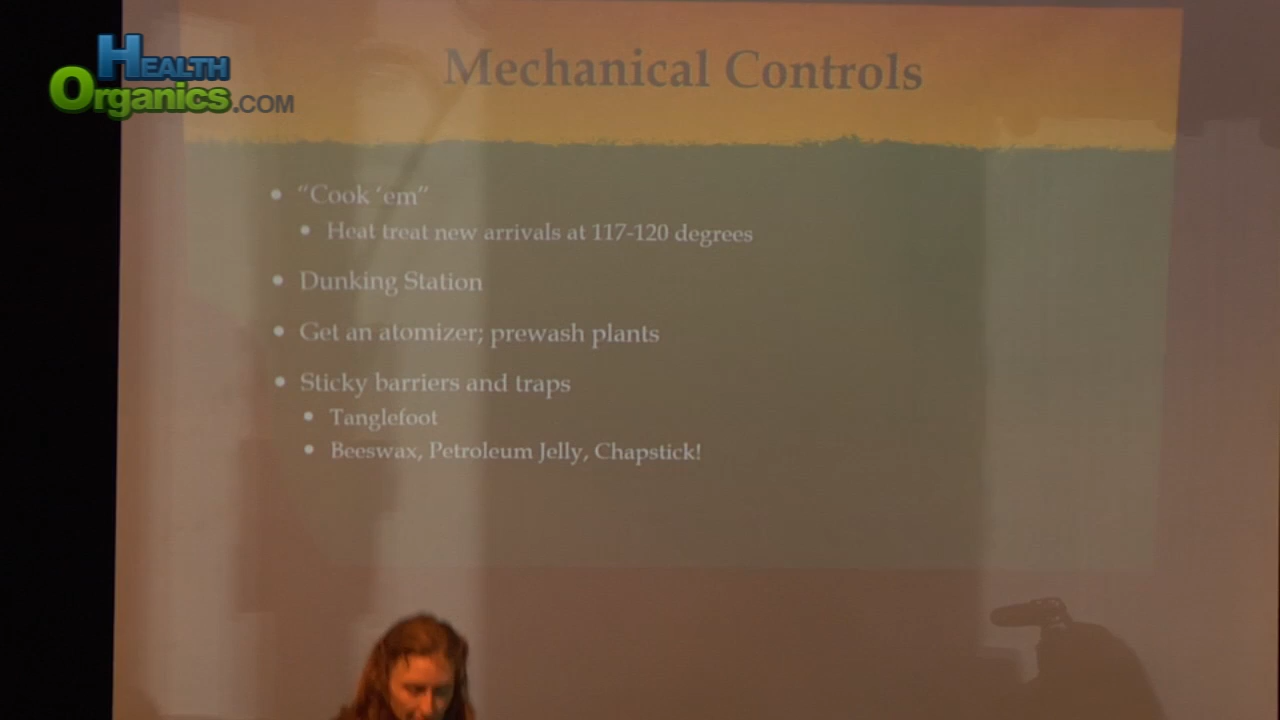 Health
Organics.com
Mechanical Controls
• “Cook ‘em”
• Heat treat new arrivals at 117-120 degrees
• Dunking Station
• Get an atomizer; prewash plants
• Sticky barriers and traps
• Tanglefoot
• Beeswax, Petroleum Jelly, Chapstick!